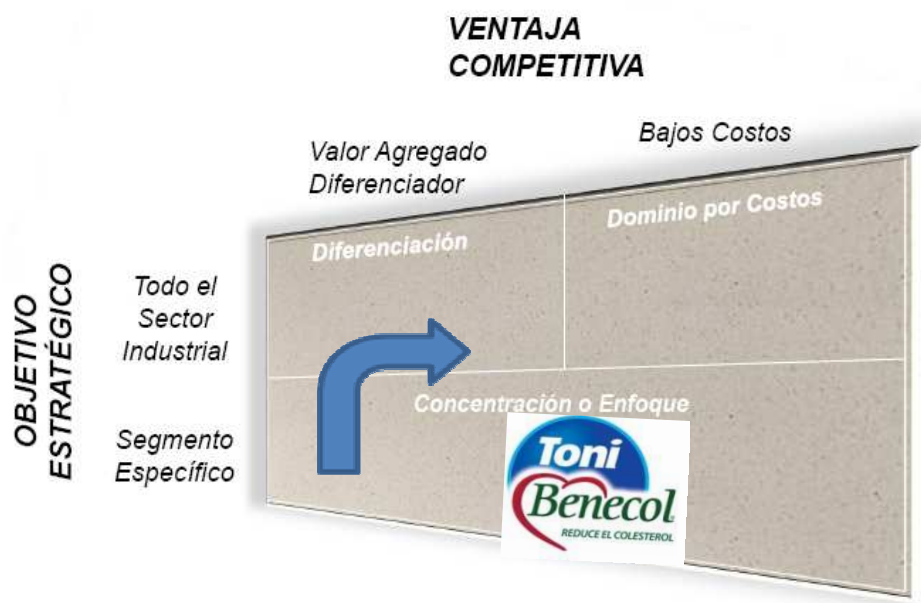 VENTAJA
COMPETITIVA
Valor Agregado
Diferenciador
Bajos Costos
Diferenciación
Dominio por Costos
OBJETIVO
ESTRATÉGICO
Todo el
Sector
Industrial
Concentración o Enfoque
Segmento
Específico
Toni
Benecol
REDUCE EL COLESTEROL